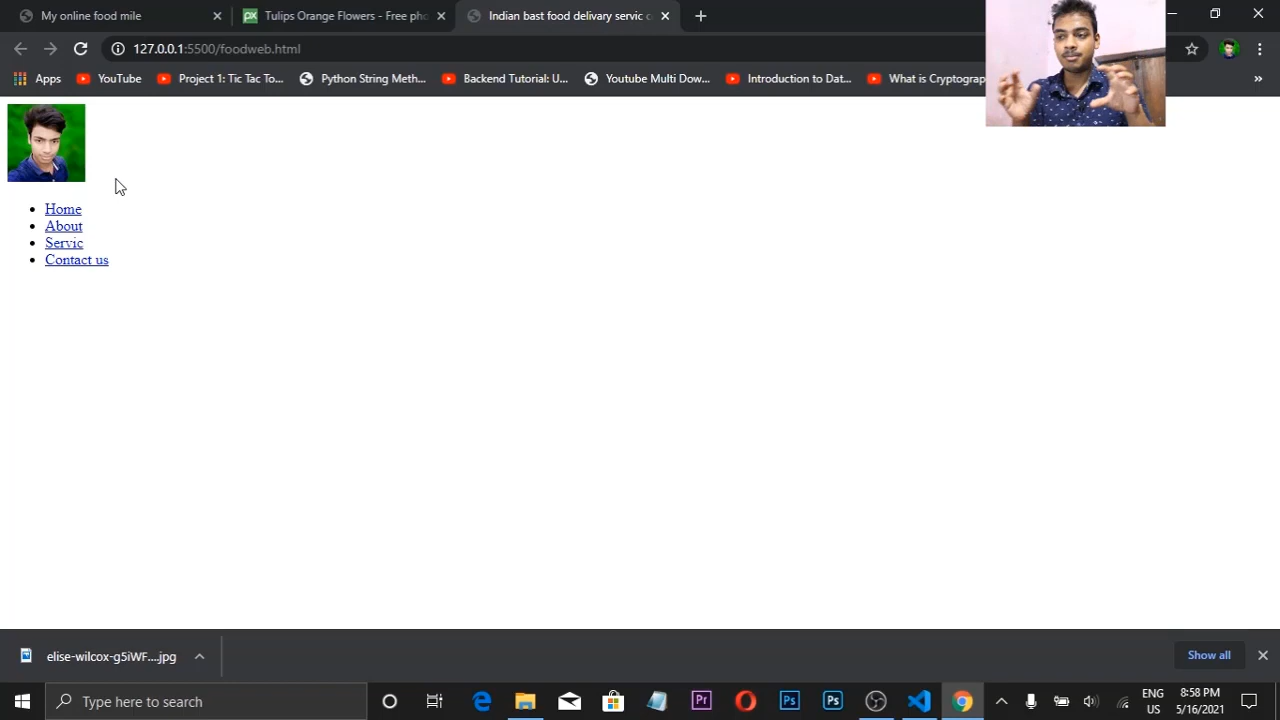 My online food mile
Tulips Orange Flowers - Free pho
Indian bast food delivary servic c
127.0.0.1:5500/foodweb.html
Apps
YouTube
Project 1: Tic Tac To...
Python String Meth...
Backend Tutorial: U...
Youtube Multi Dow...
Introduction to Dat...
What is Cryptograp
»
Home
About
Servic
Contact us
elise-wilcox-g5iWF....jpg
Show all
Type here to search
ENG
US
8:58 PM
5/16/2021